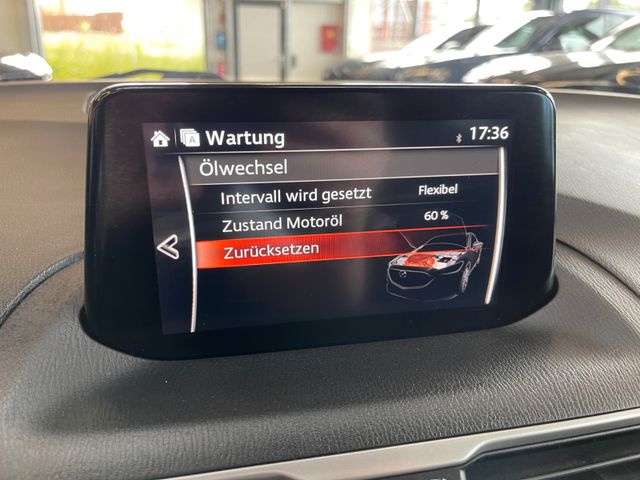 Wartung
17:36
Ölwechsel
Intervall wird gesetzt Flexibel
Zustand Motoröl 60 %
Zurücksetzen